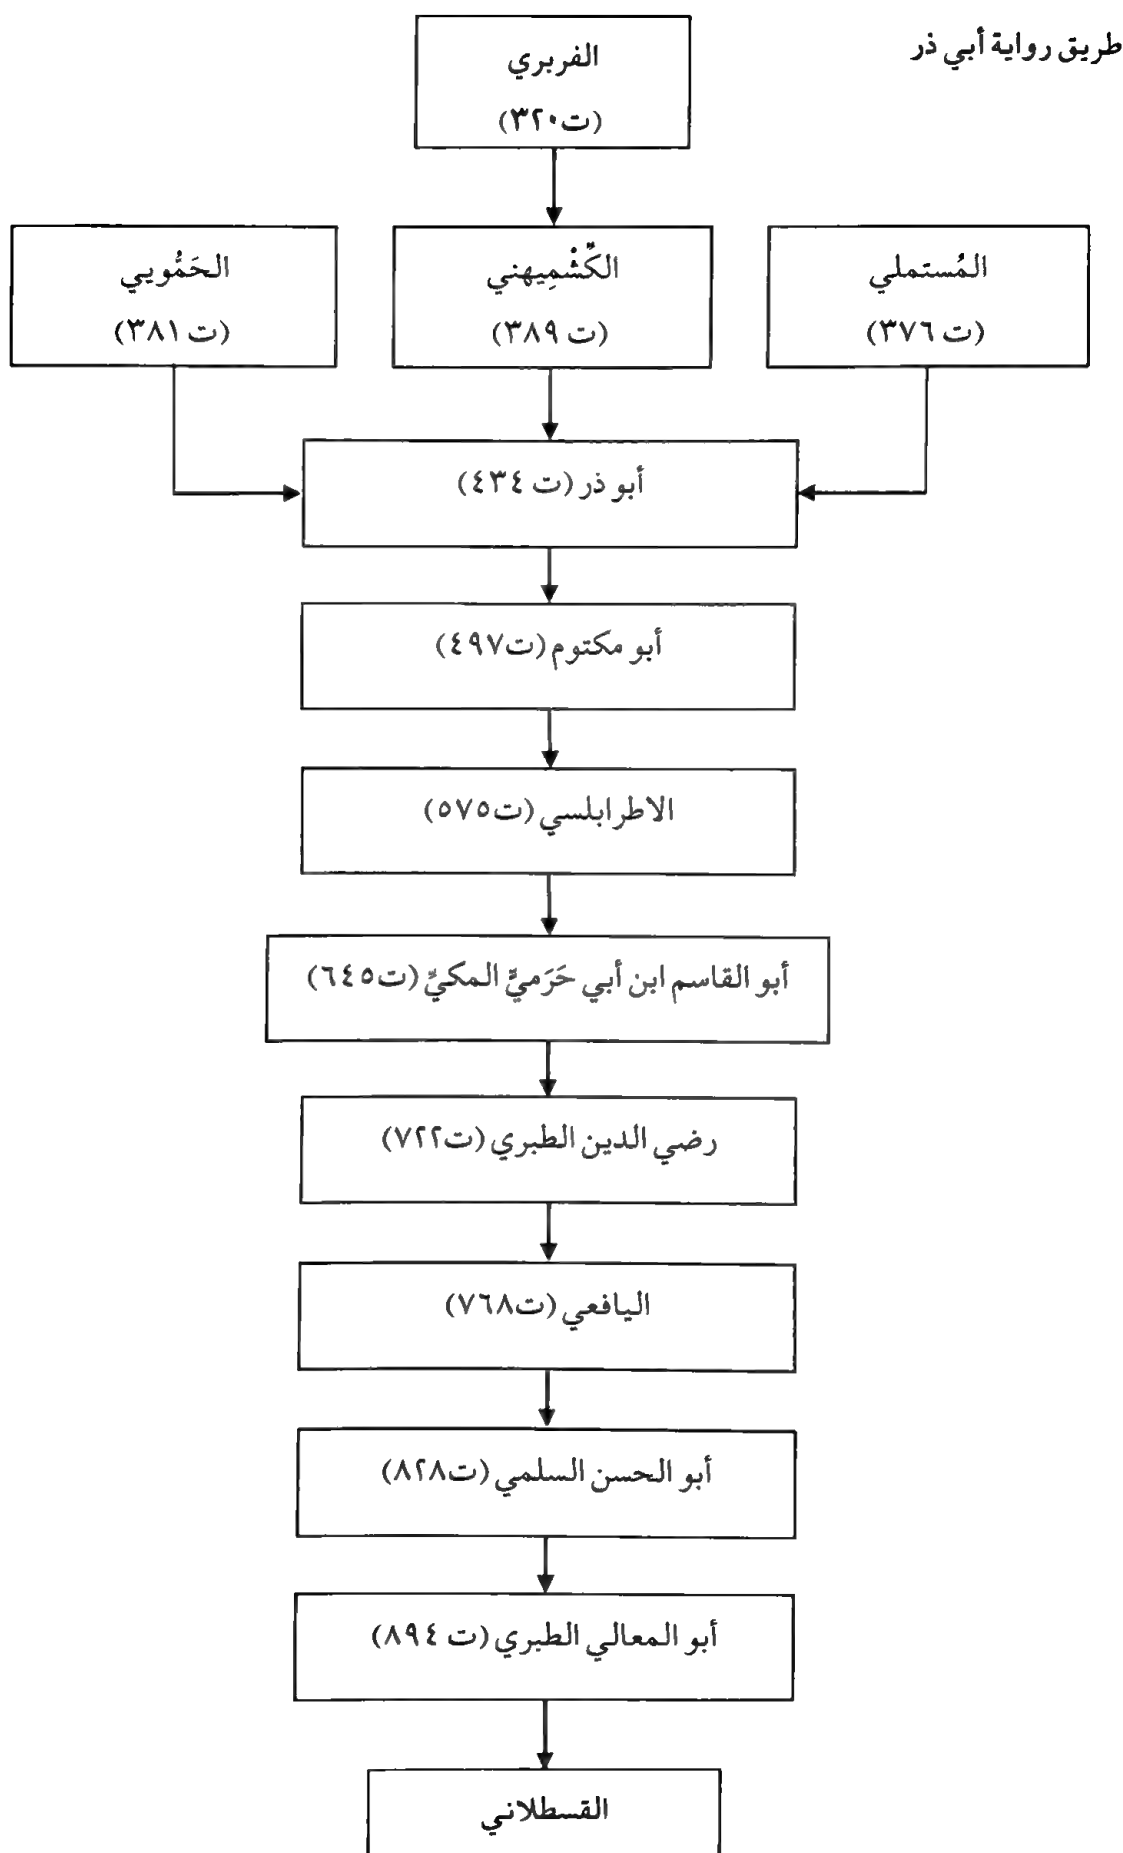 طريق رواية أبي ذر
الفربري
(ت٣٢٠)
المُستملي
(ت ٣٧٦)
الكُِشْمِيهني
(ت ٣٨٩)
الحَمُّويي
(ت ٣٨١)
أبو ذر (ت ٤٣٤)
أبو مكتوم (ت٤٩٧)
الاطرابلسي (ت٥٧٥)
أبو القاسم ابن أبي حَرَميٍّ المكيِّ (ت٦٤٥)
رضي الدين الطبري (ت٧٢٢)
اليافعي (ت٧٦٨)
أبو الحسن السلمي (ت٨٢٨)
أبو المعالي الطبري (ت ٨٩٤)
القسطلاني